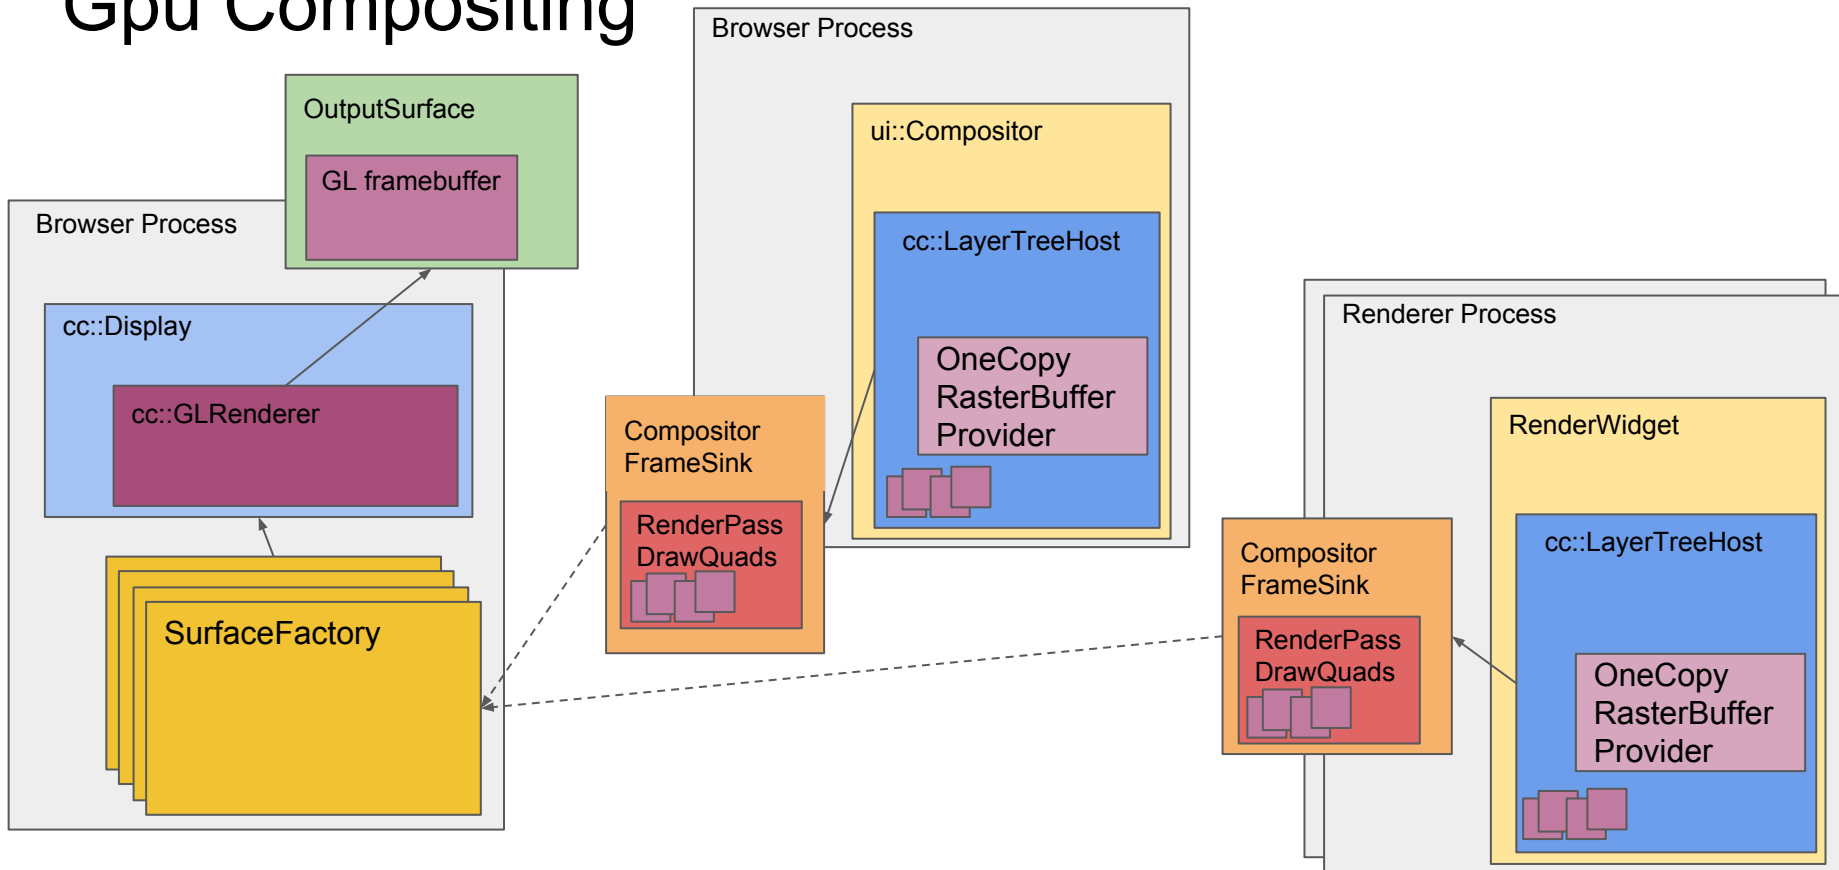 Gpu Compositing
OutputSurface
GL framebuffer
Browser Process
cc::Display
cc::GLRenderer
SurfaceFactory
Browser Process
ui::Compositor
cc::LayerTreeHost
OneCopy
RasterBuffer
Provider
Compositor
FrameSink
RenderPass
DrawQuads
Renderer Process
RenderWidget
cc::LayerTreeHost
OneCopy
RasterBuffer
Provider
Compositor
FrameSink
RenderPass
DrawQuads